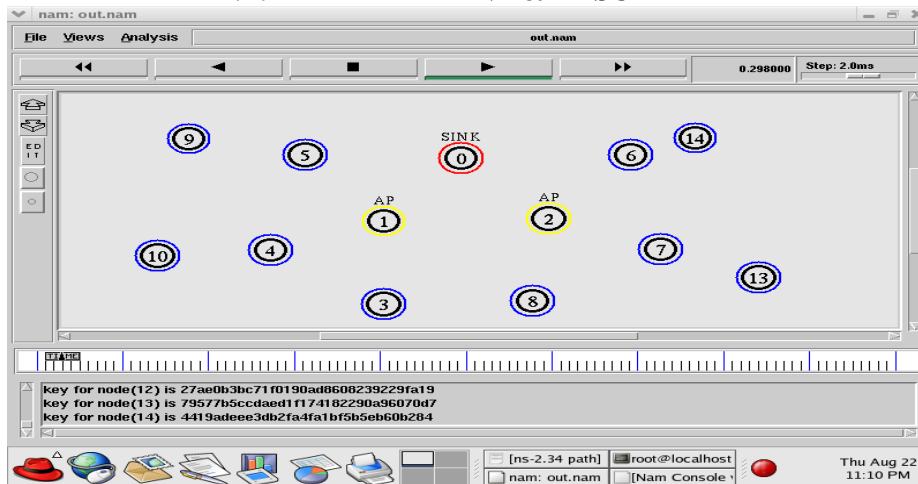 nam: out.nam
File Views Analysis out.nam
0.298000 Step: 2.0ms
ED
IT
SINK
9 5 0 6 14
AP AP
1 2
10 4 7 13
3 8
TIME
key for node(12) is 27ae0b3bc71f0190ad8608239229fa19
key for node(13) is 79577b5ccdaed1f174182290a96070d7
key for node(14) is 4419adeee3db2fa4fa1bf5b5eb60b284
[ns-2.34 path] root@localhost
nam: out.nam [Nam Console
Thu Aug 22
11:10 PM